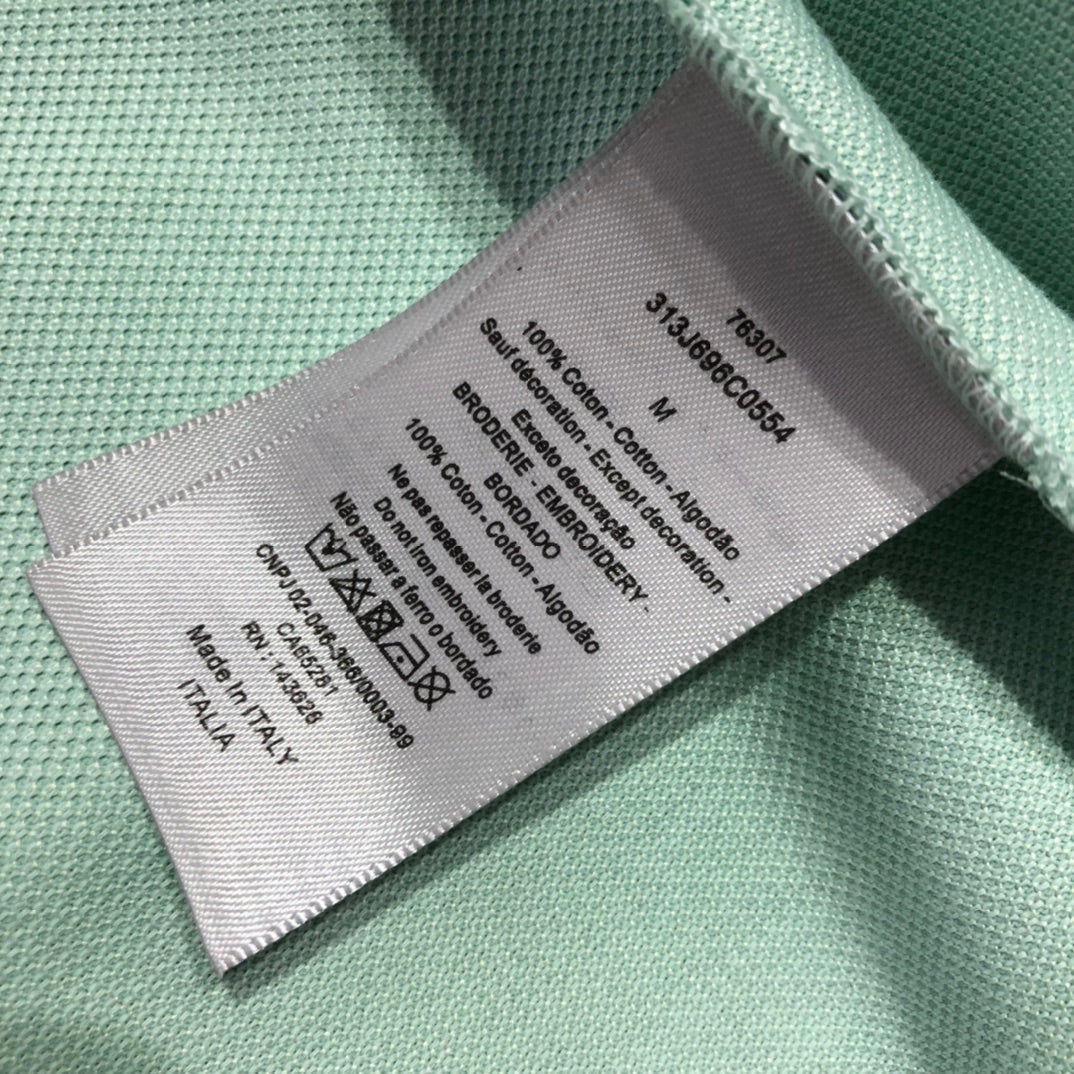 76307
313J696C0554
M
100% Coton - Cotton - Algodão
Sauf décoration - Except decoration -
Exceto decoração
BRODERIE - EMBROIDERY -
BORDADO
100% Coton - Cotton - Algodão
Ne pas repasser la broderie
Do not Iron embroidery
Não passar a ferro o bordado
CNPJ 02-046-366/0003-99
CA65281
RN : 143626
Made In ITALY
ITALIA